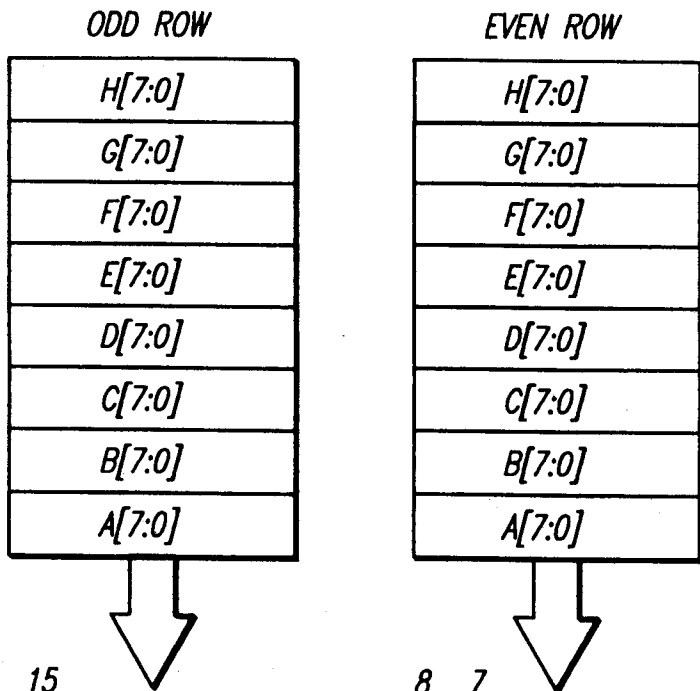 ODD ROW EVEN ROW
H[7:0] H[7:0]
G[7:0] G[7:0]
F[7:0] F[7:0]
E[7:0] E[7:0]
D[7:0] D[7:0]
C[7:0] C[7:0]
B[7:0] B[7:0]
A[7:0] A[7:0]
15 8 7